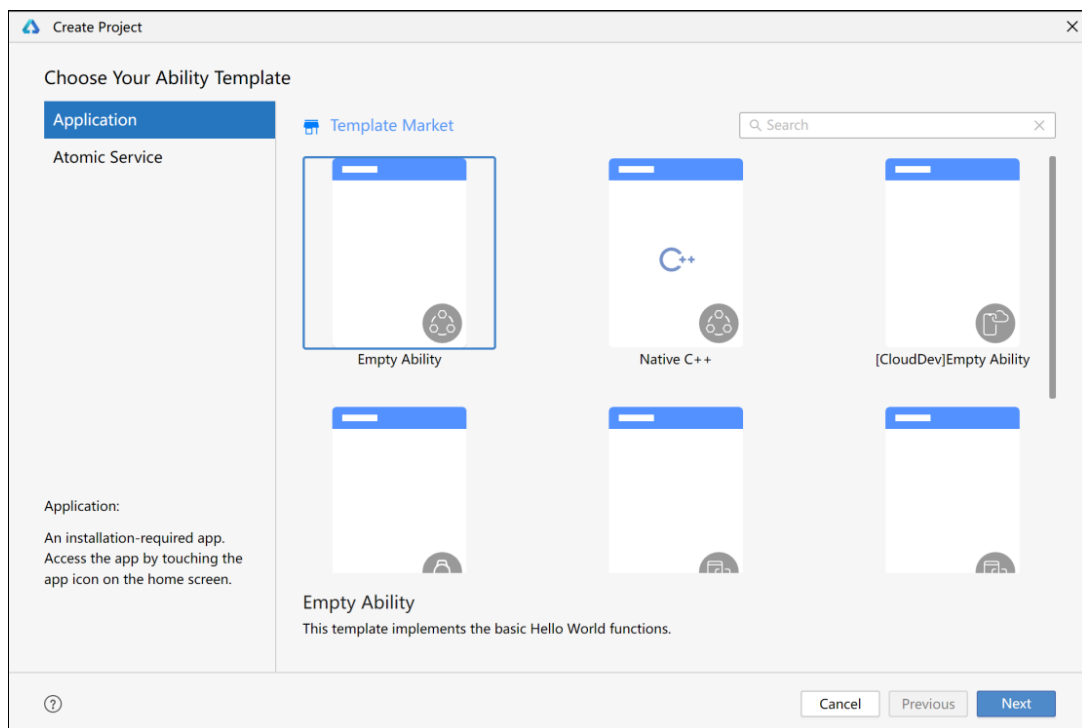 Create Project
Choose Your Ability Template
Application
Atomic Service
Template Market
Search
Empty Ability
C++
Native C++
[CloudDev]Empty Ability
Application:
An installation-required app.
Access the app by touching the
app icon on the home screen.
Empty Ability
This template implements the basic Hello World functions.
?
Cancel
Previous
Next